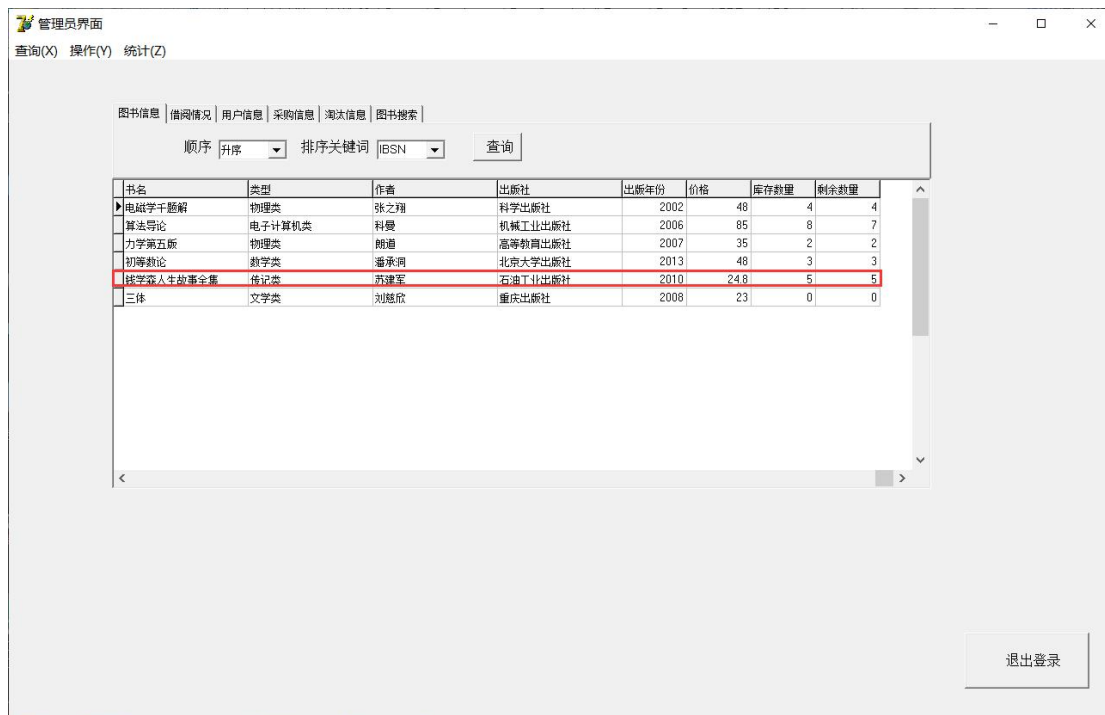 管理员界面
查询(X) 操作(Y) 统计(Z)
图书信息 借阅情况 用户信息 采购信息 淘汰信息 图书搜索
顺序 升序 排序关键词 IBSN 查询
书名 类型 作者 出版社 出版年份 价格 库存数量 剩余数量
电磁学千题解 物理类 张之翔 科学出版社 2002 48 4 4
算法导论 电子计算机类 科曼 机械工业出版社 2006 85 8 7
力学第五版 物理类 朗道 高等教育出版社 2007 35 2 2
初等数论 数学类 潘承洞 北京大学出版社 2013 48 3 3
钱学森人生故事全集 传记类 苏建军 石油工业出版社 2010 24.8 5 5
三体 文学类 刘慈欣 重庆出版社 2008 23 0 0
退出登录